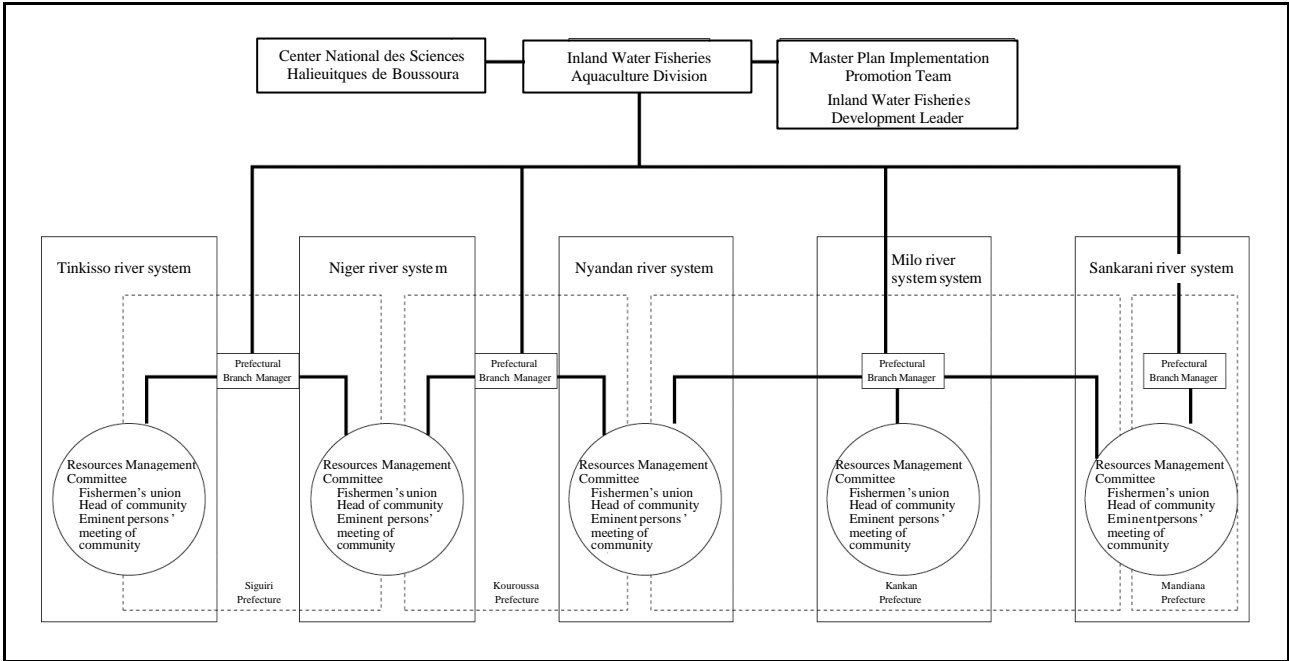 Center National des Sciences
Halieuitques de Boussoura
Inland Water Fisheries
Aquaculture Division
Master Plan Implementation
Promotion Team
Inland Water Fisheries
Development Leader
Tinkisso river system
Niger river system
Nyandan river system
Milo river
system system
Sankarani river system
Prefectural
Branch Manager
Prefectural
Branch Manager
Prefectural
Branch Manager
Prefectural
Branch Manager
Resources Management
Committee
Fishermen's union
Head of community
Eminent persons'
meeting of
community
Resources Management
Committee
Fishermen's union
Head of community
Eminent persons'
meeting of
community
Resources Management
Committee
Fishermen's union
Head of community
Eminent persons'
meeting of
community
Resources Management
Committee
Fishermen's union
Head of community
Eminent persons'
meeting of
community
Resources Management
Committee
Fishermen's union
Head of community
Eminent persons'
meeting of
community
Siguiri
Prefecture
Kouroussa
Prefecture
Kankan
Prefecture
Mandiana
Prefecture